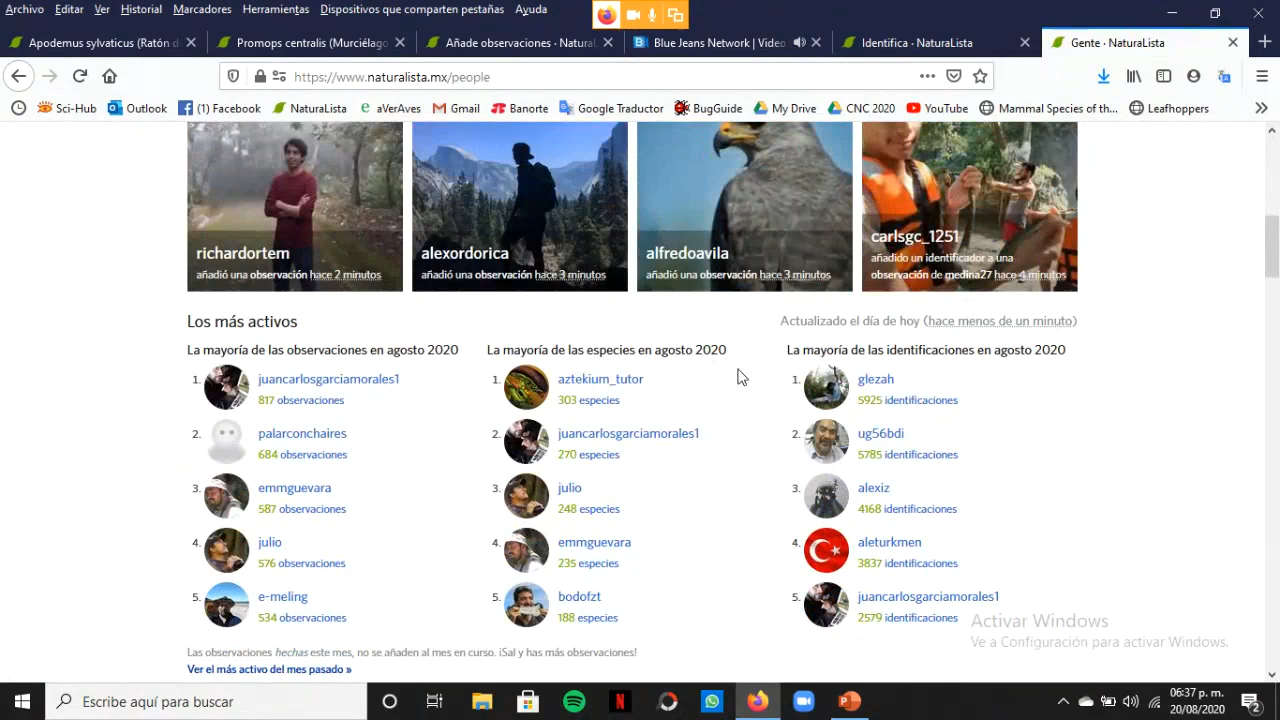 Archivo Editar Ver Historial Marcadores Herramientas Dispositivos que comparten pestañas Ayuda
Apodemus sylvaticus (Ratón d
Promops centralis (Murciélago
Añade observaciones · Natural
Blue Jeans Network | Video
Identifica · NaturaLista
Gente · NaturaLista
https://www.naturalista.mx/people
Sci-Hub Outlook (1) Facebook NaturaLista aVerAves Gmail Banorte Google Traductor BugGuide My Drive CNC 2020 YouTube Mammal Species of th... Leafhoppers
richardortem
añadió una observación hace 2 minutos
alexordorica
añadió una observación hace 3 minutos
alfredoavila
añadió una observación hace 3 minutos
carlsgc_1251
añadido un identificador a una
observación de medina27 hace 4 minutos
Los más activos
Actualizado el día de hoy (hace menos de un minuto)
La mayoría de las observaciones en agosto 2020
1. juancarlosgarciamorales1
817 observaciones
2. palarconchaires
684 observaciones
3. emmguevara
587 observaciones
4. julio
576 observaciones
5. e-meling
534 observaciones
La mayoría de las especies en agosto 2020
1. aztekium_tutor
303 especies
2. juancarlosgarciamorales1
270 especies
3. julio
248 especies
4. emmguevara
235 especies
5. bodofzt
188 especies
La mayoría de las identificaciones en agosto 2020
1. glezah
5925 identificaciones
2. ug56bdi
5785 identificaciones
3. alexiz
4168 identificaciones
4. aleturkmen
3837 identificaciones
5. juancarlosgarciamorales1
2579 identificaciones
Las observaciones hechas este mes, no se añaden al mes en curso. ¡Sal y has más observaciones!
Ver el más activo del mes pasado »
Activar Windows
Ve a Configuración para activar Windows.
Escribe aquí para buscar
06:37 p. m.
20/08/2020
2